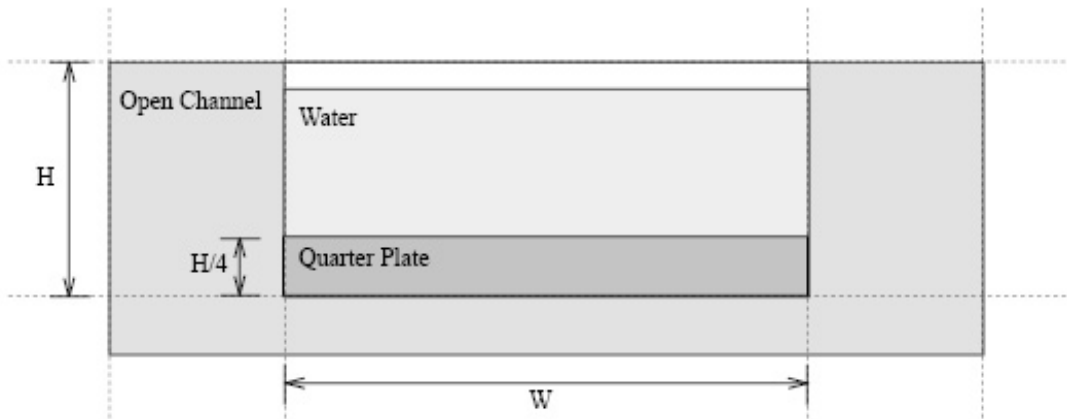 Open Channel
Water
H
H/4
Quarter Plate
W